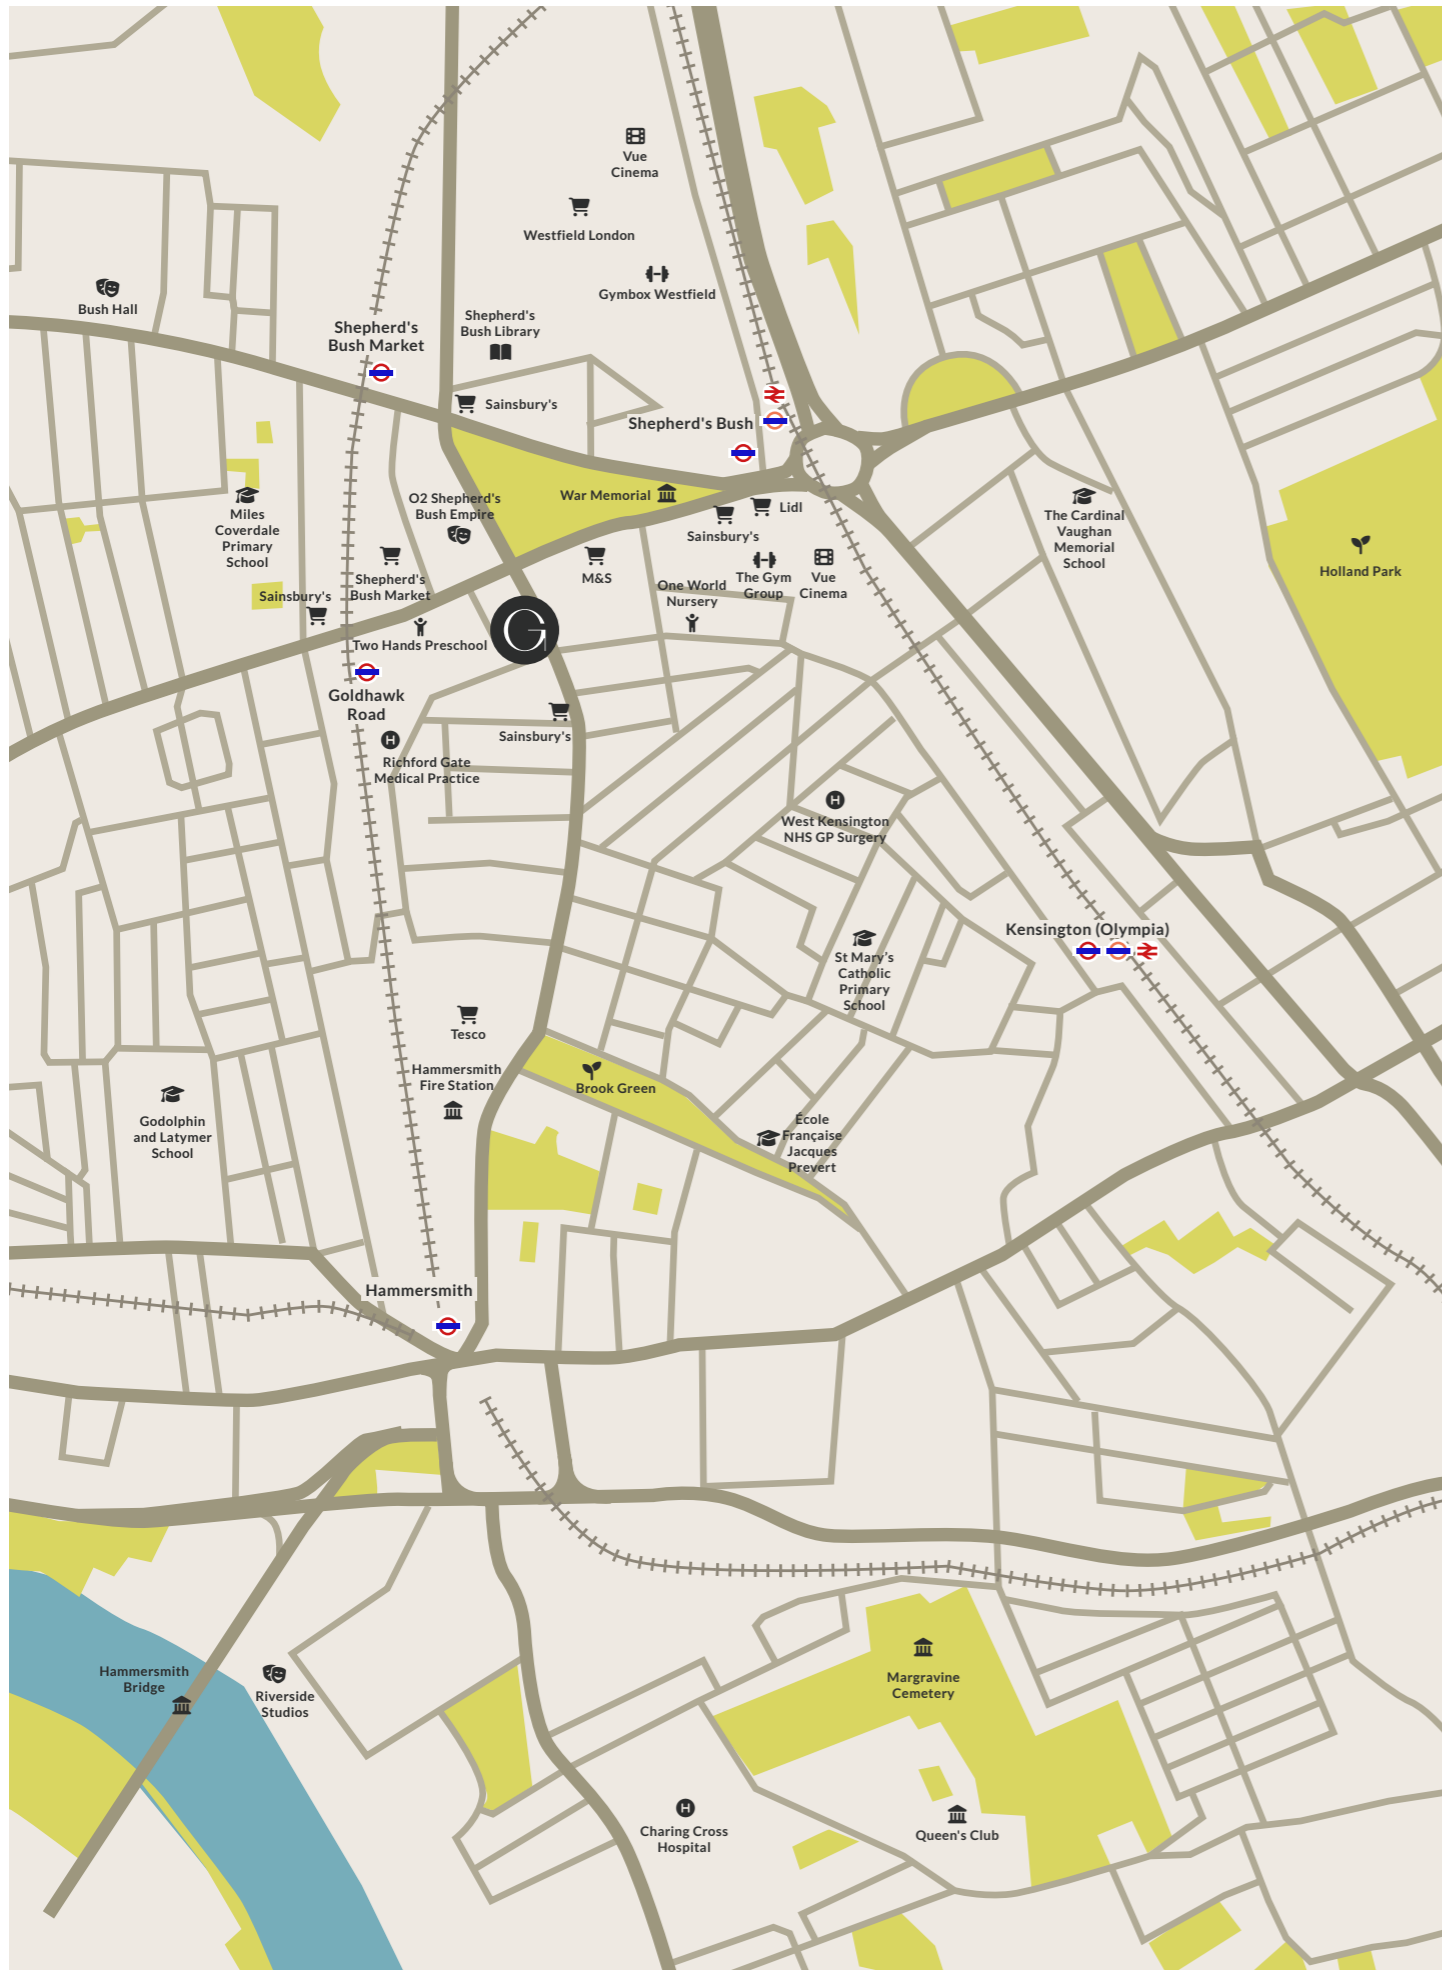 Vue
Cinema
Westfield London
Gymbox Westfield
Bush Hall
Shepherd's
Bush Library
Shepherd's
Bush Market
Sainsbury's
Shepherd's Bush
War Memorial
O2 Shepherd's
Bush Empire
Lidl
Sainsbury's
Miles
Coverdale
Primary
School
The Cardinal
Vaughan
Memorial
School
Holland Park
M&S
Shepherd's
Bush Market
Sainsbury's
One World
Nursery
The Gym
Group
Vue
Cinema
G
Two Hands Preschool
Goldhawk
Road
Sainsbury's
Richford Gate
Medical Practice
West Kensington
NHS GP Surgery
Kensington (Olympia)
St Mary's
Catholic
Primary
School
Tesco
Hammersmith
Fire Station
Brook Green
Godolphin
and Latymer
School
École
Française
Jacques
Prevert
Hammersmith
Hammersmith
Bridge
Riverside
Studios
Margravine
Cemetery
Charing Cross
Hospital
Queen's Club